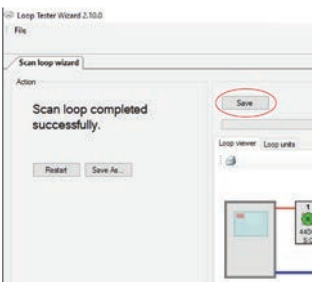 Loop Tester Wizard 2.10.0
File
Scan loop wizard
Action
Scan loop completed
successfully.
Save
Restart Save As...
Loop viewer Loop units
1